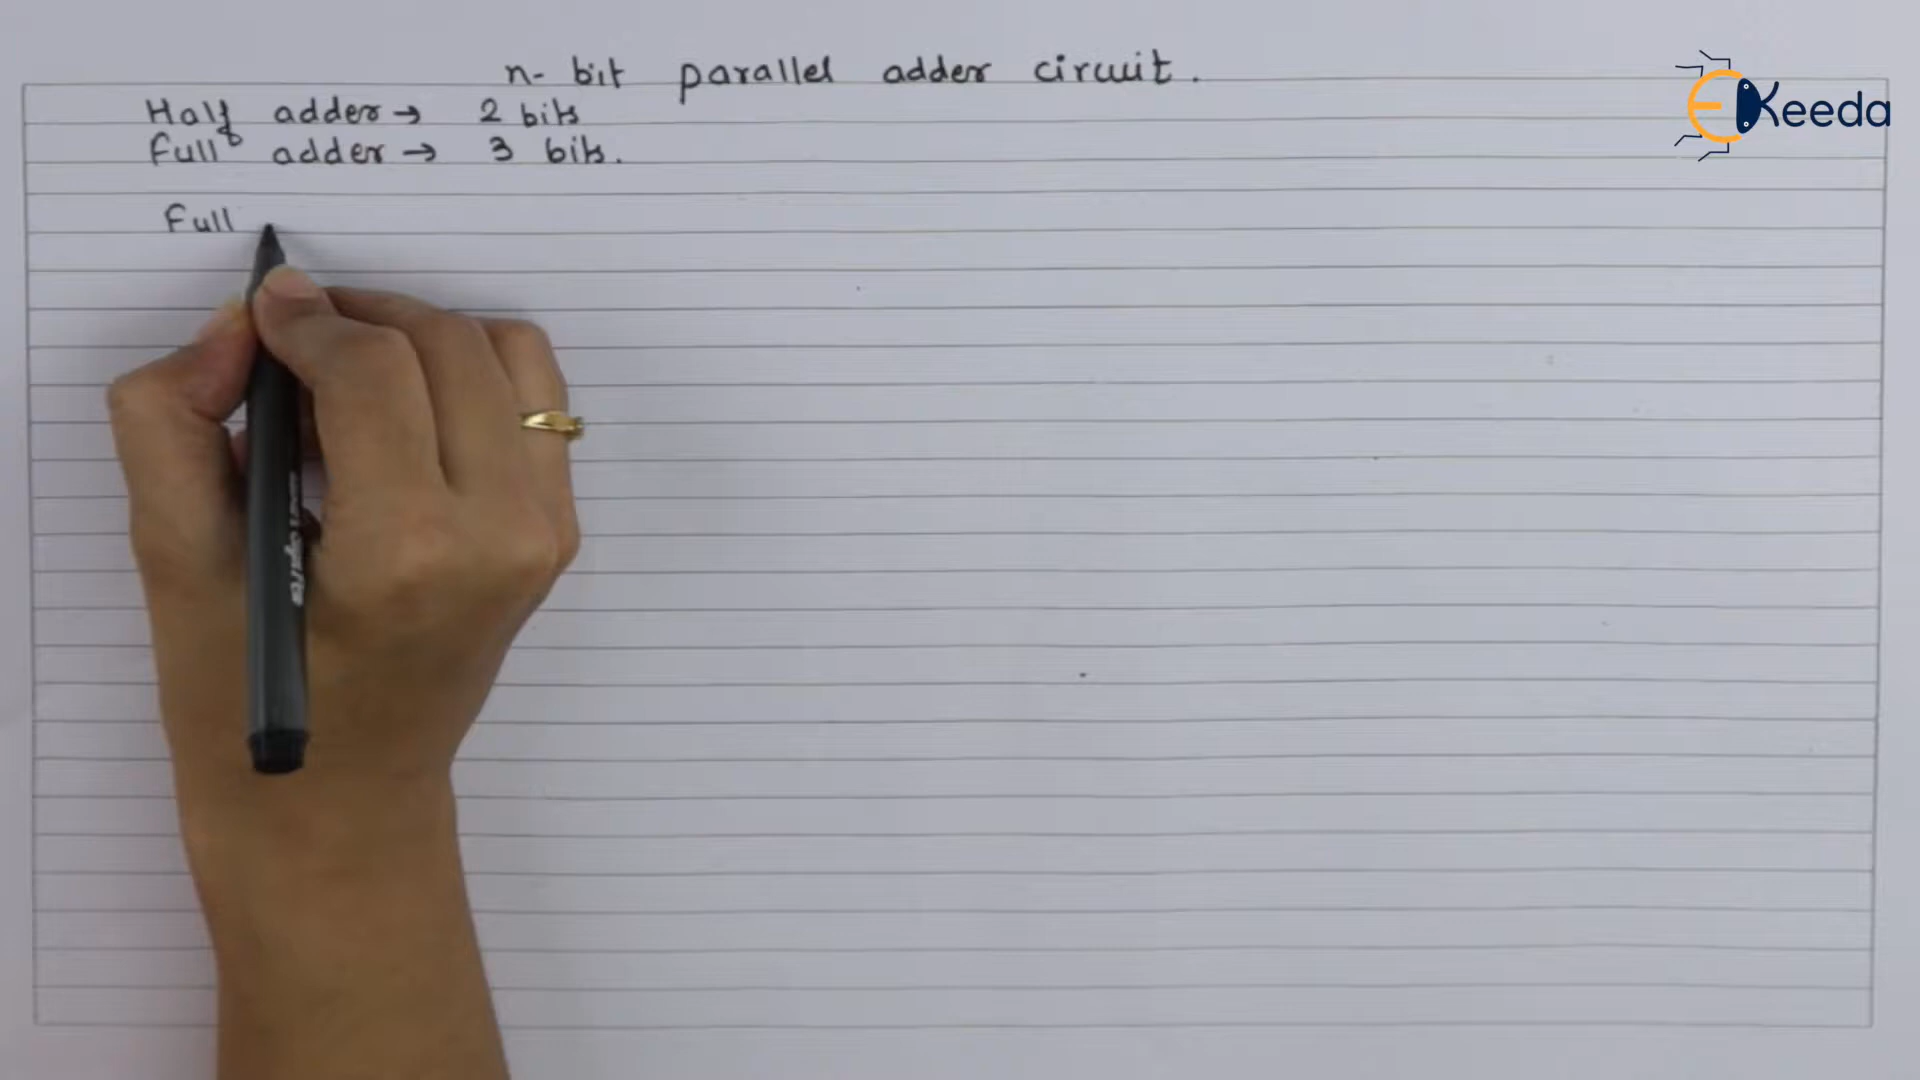 n- bit parallel adder circuit.
Half adder → 2 bits
Full adder → 3 bits.
Full
EKeeda